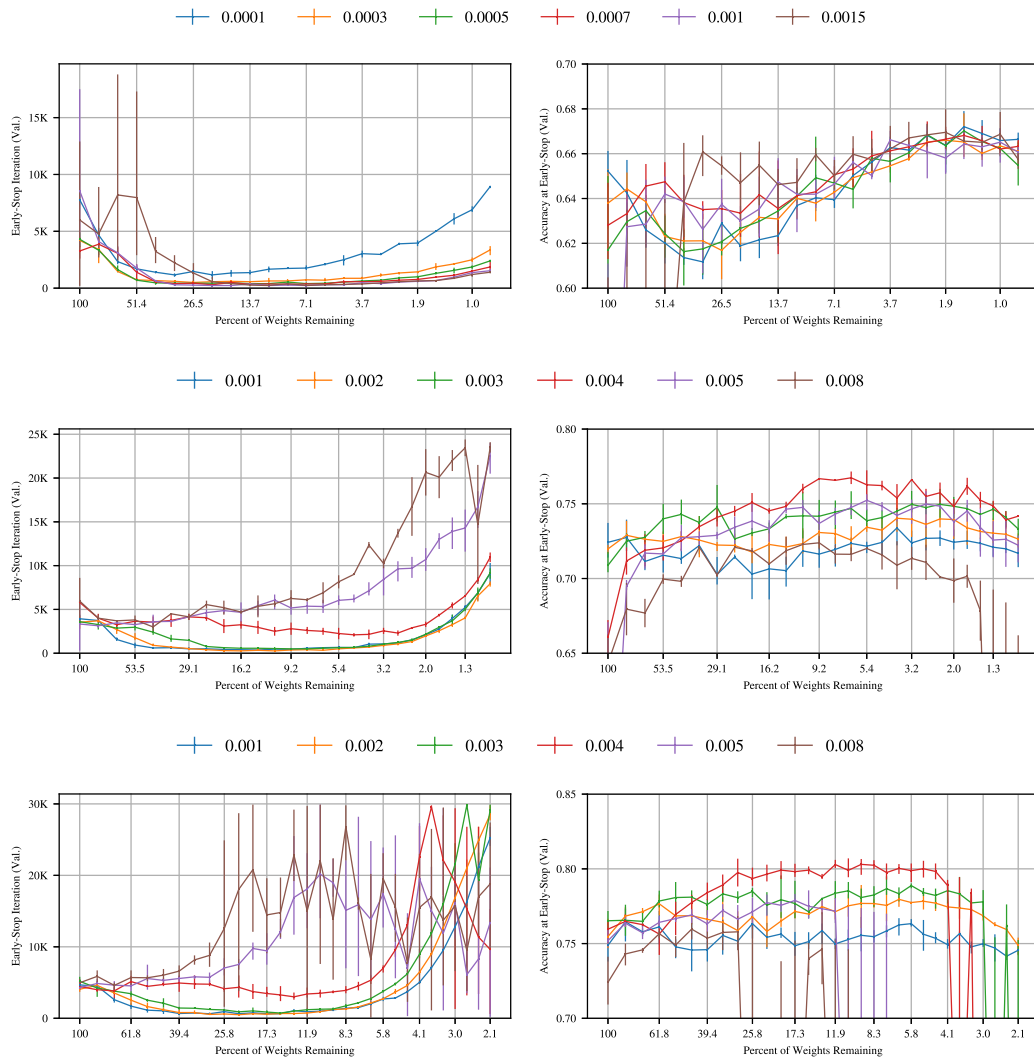 0.0001 0.0003 0.0005 0.0007 0.001 0.0015
Early-Stop Iteration (Val.)
15K
10K
5K
0
100 51.4 26.5 13.7 7.1 3.7 1.9 1.0
Percent of Weights Remaining
Accuracy at Early-Stop (Val.)
0.70
0.68
0.66
0.64
0.62
0.60
100 51.4 26.5 13.7 7.1 3.7 1.9 1.0
Percent of Weights Remaining
0.001 0.002 0.003 0.004 0.005 0.008
Early-Stop Iteration (Val.)
25K
20K
15K
10K
5K
0
100 53.5 29.1 16.2 9.2 5.4 3.2 2.0 1.3
Percent of Weights Remaining
Accuracy at Early-Stop (Val.)
0.80
0.75
0.70
0.65
100 53.5 29.1 16.2 9.2 5.4 3.2 2.0 1.3
Percent of Weights Remaining
0.001 0.002 0.003 0.004 0.005 0.008
Early-Stop Iteration (Val.)
30K
20K
10K
0
100 61.8 39.4 25.8 17.3 11.9 8.3 5.8 4.1 3.0 2.1
Percent of Weights Remaining
Accuracy at Early-Stop (Val.)
0.85
0.80
0.75
0.70
100 61.8 39.4 25.8 17.3 11.9 8.3 5.8 4.1 3.0 2.1
Percent of Weights Remaining